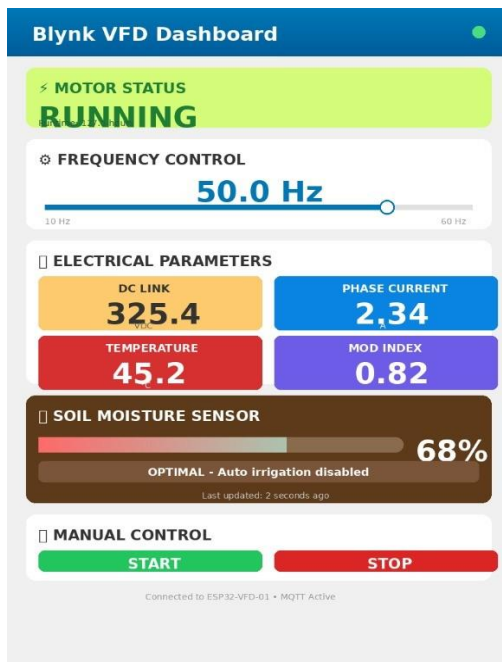 Blynk VFD Dashboard
⚡ MOTOR STATUS
RUNNING
⚙ FREQUENCY CONTROL
50.0 Hz
10 Hz
60 Hz
ELECTRICAL PARAMETERS
DC LINK
325.4
VDC
PHASE CURRENT
2.34
A
TEMPERATURE
45.2
°C
MOD INDEX
0.82
SOIL MOISTURE SENSOR
68%
OPTIMAL - Auto irrigation disabled
Last updated: 2 seconds ago
MANUAL CONTROL
START
STOP
Connected to ESP32-VFD-01 • MQTT Active